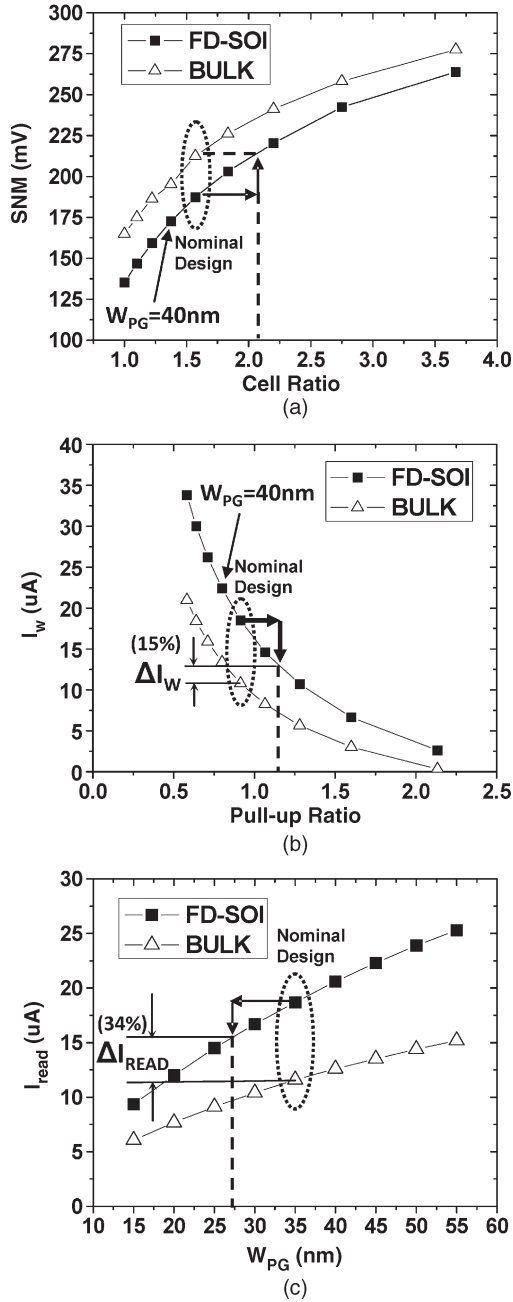 300
275
250
225
200
175
150
125
100
SNM (mV)
FD-SOI
BULK
Nominal
Design
W_PG=40nm
1.0 1.5 2.0 2.5 3.0 3.5 4.0
Cell Ratio
(a)
40
35
30
25
20
15
10
5
0
I_W (uA)
FD-SOI
BULK
W_PG=40nm
Nominal
Design
(15%)
ΔI_W
0.0 0.5 1.0 1.5 2.0 2.5
Pull-up Ratio
(b)
30
25
20
15
10
5
0
I_read (uA)
FD-SOI
BULK
Nominal
Design
(34%)
ΔI_READ
10 15 20 25 30 35 40 45 50 55 60
W_PG (nm)
(c)